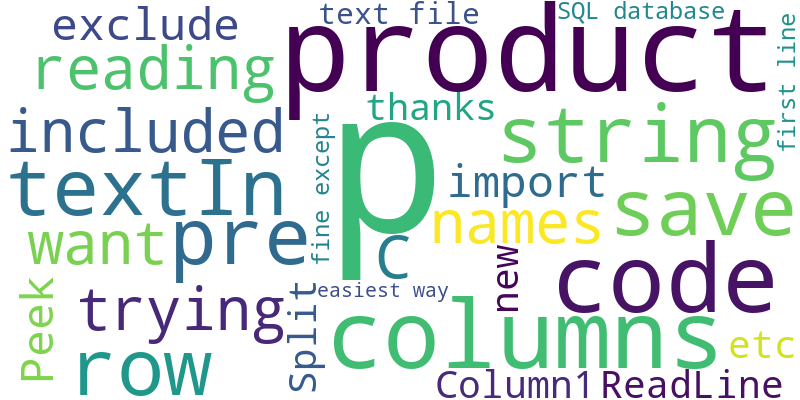 exclude
text file
SQL database
product
first line
reading
thanks
included
string
p
fine except
import
textIn
save
names
pre
want
C
code
new
Peek
trying
Split
easiest way
columns
etc
row
Column1
ReadLine